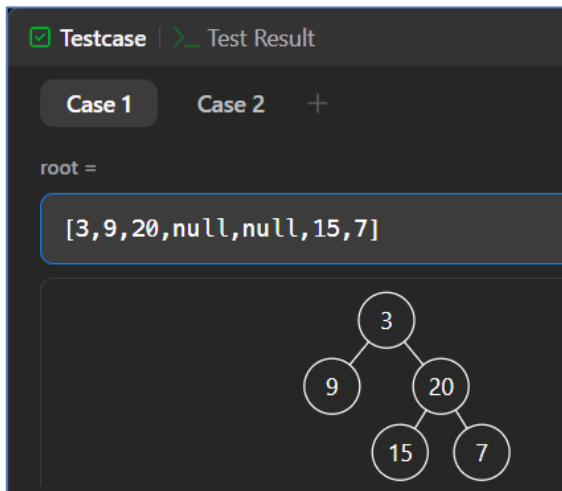 Testcase | >_ Test Result
Case 1 Case 2 +
root =
[3,9,20,null,null,15,7]
3
9 20
15 7